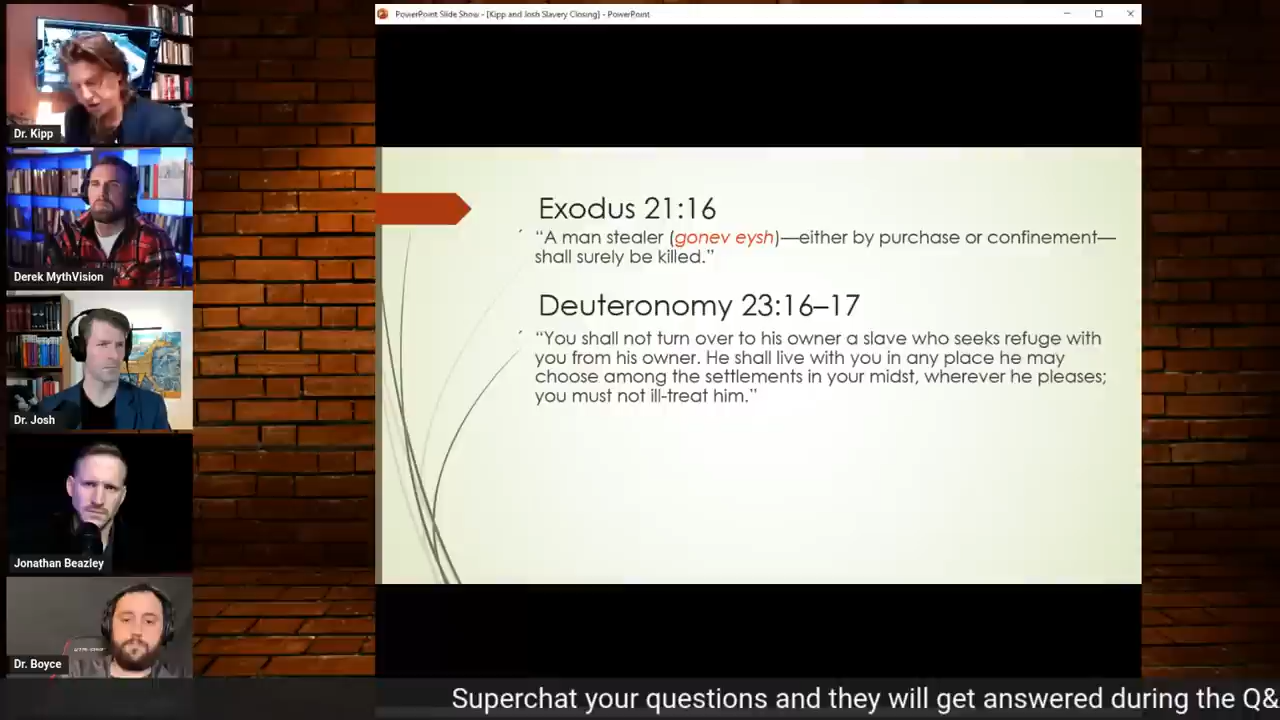 PowerPoint Slide Show - [Kipp and Josh Slavery Closing] - PowerPoint
Dr. Kipp
Derek MythVision
Dr. Josh
Jonathan Beazley
Dr. Boyce
Exodus 21:16
“A man stealer (gonev eysh)—either by purchase or confinement—
shall surely be killed.”
Deuteronomy 23:16–17
“You shall not turn over to his owner a slave who seeks refuge with
you from his owner. He shall live with you in any place he may
choose among the settlements in your midst, wherever he pleases;
you must not ill-treat him.”
Superchat your questions and they will get answered during the Q&